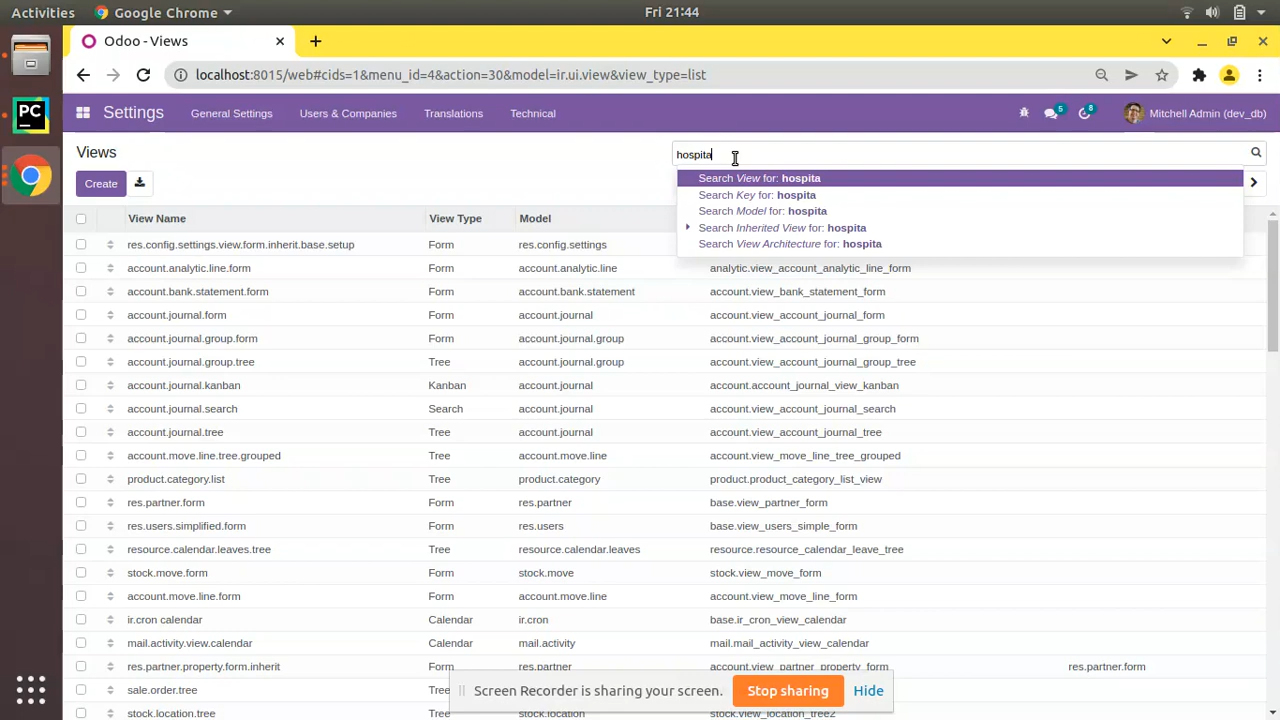 Activities Google Chrome Fri 21:44
Odoo - Views
localhost:8015/web#cids=1&menu_id=4&action=30&model=ir.ui.view&view_type=list
PC
Settings General Settings Users & Companies Translations Technical 5 8 Mitchell Admin (dev_db)
Views
hospita
Create
Search View for: hospita
Search Key for: hospita
Search Model for: hospita
Search Inherited View for: hospita
Search View Architecture for: hospita
View Name View Type Model
res.config.settings.view.form.inherit.base.setup Form res.config.settings
account.analytic.line.form Form account.analytic.line analytic.view_account_analytic_line_form
account.bank.statement.form Form account.bank.statement account.view_bank_statement_form
account.journal.form Form account.journal account.view_account_journal_form
account.journal.group.form Form account.journal.group account.view_account_journal_group_form
account.journal.group.tree Tree account.journal.group account.view_account_journal_group_tree
account.journal.kanban Kanban account.journal account.account_journal_view_kanban
account.journal.search Search account.journal account.view_account_journal_search
account.journal.tree Tree account.journal account.view_account_journal_tree
account.move.line.tree.grouped Tree account.move.line account.view_move_line_tree_grouped
product.category.list Tree product.category product.product_category_list_view
res.partner.form Form res.partner base.view_partner_form
res.users.simplified.form Form res.users base.view_users_simple_form
resource.calendar.leaves.tree Tree resource.calendar.leaves resource.resource_calendar_leave_tree
stock.move.form Form stock.move stock.view_move_form
account.move.line.form Form account.move.line account.view_move_line_form
ir.cron calendar Calendar ir.cron base.ir_cron_view_calendar
mail.activity.view.calendar Calendar mail.activity mail.mail_activity_view_calendar
res.partner.property.form.inherit Form res.partner account.view_partner_property_form res.partner.form
sale.order.tree Tree
stock.location.tree Tree stock.location stock.view_location_tree2
Screen Recorder is sharing your screen. Stop sharing Hide